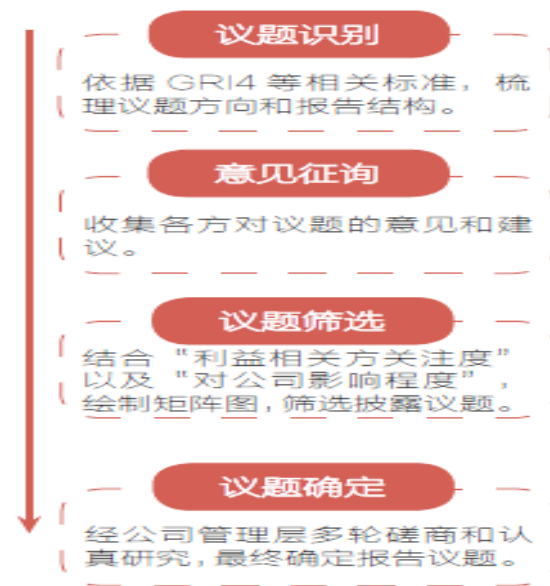 议题识别
依据 GRI4 等相关标准，梳
理议题方向和报告结构。
意见征询
收集各方对议题的意见和建
议。
议题筛选
结合“利益相关方关注度”
以及“对公司影响程度”，
绘制矩阵图，筛选披露议题。
议题确定
经公司管理层多轮磋商和认
真研究，最终确定报告议题。